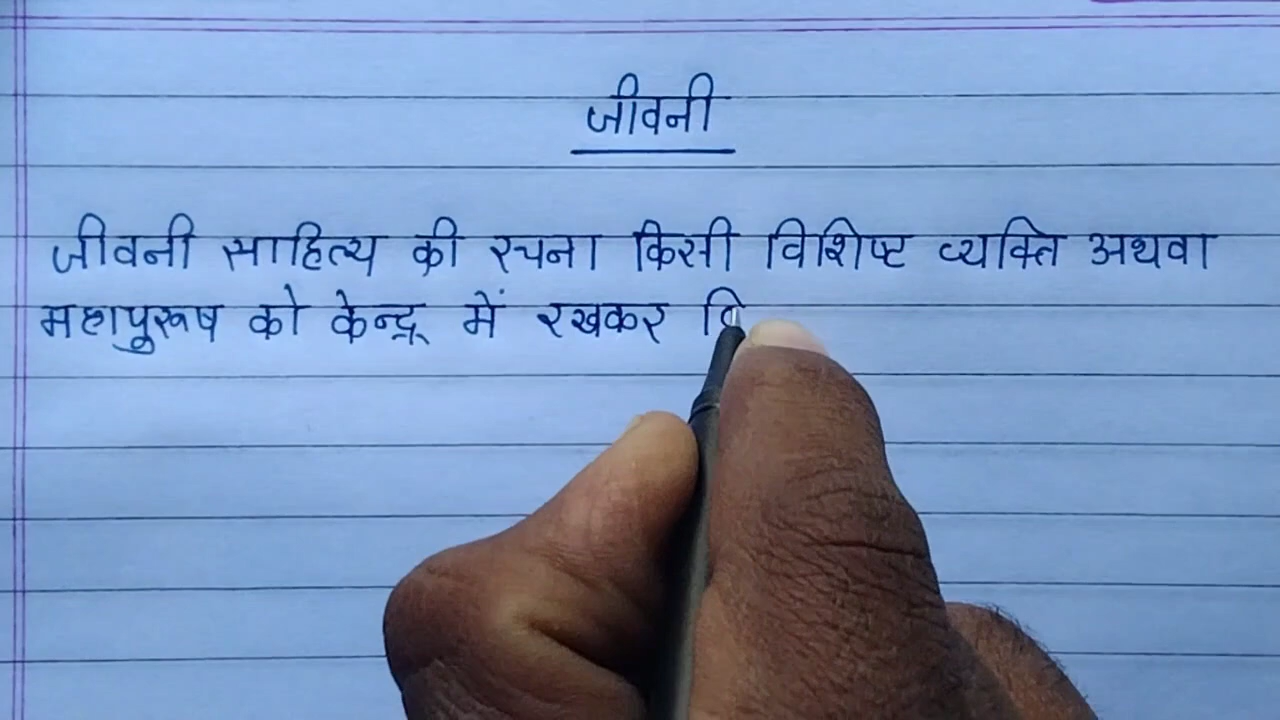 जीवनी
जीवनी साहित्य की रचना किसी विशिष्ट व्यक्ति अथवा
महापुरूष को केन्द्र में रखकर